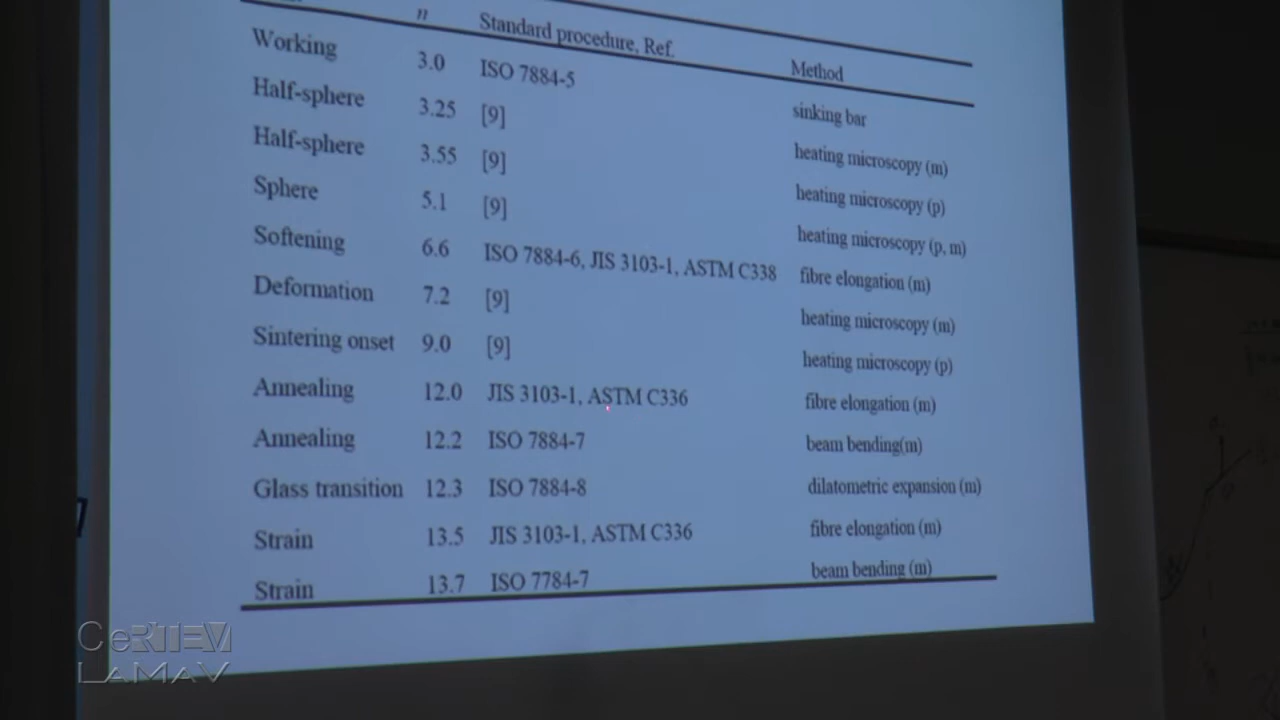 n Standard procedure, Ref. Method
Working 3.0 ISO 7884-5 sinking bar
Half-sphere 3.25 [9] heating microscopy (m)
Half-sphere 3.55 [9] heating microscopy (p)
Sphere 5.1 [9] heating microscopy (p, m)
Softening 6.6 ISO 7884-6, JIS 3103-1, ASTM C338 fibre elongation (m)
Deformation 7.2 [9] heating microscopy (m)
Sintering onset 9.0 [9] heating microscopy (p)
Annealing 12.0 JIS 3103-1, ASTM C336 fibre elongation (m)
Annealing 12.2 ISO 7884-7 beam bending(m)
Glass transition 12.3 ISO 7884-8 dilatometric expansion (m)
Strain 13.5 JIS 3103-1, ASTM C336 fibre elongation (m)
Strain 13.7 ISO 7784-7 beam bending (m)
CeRTEV
LAMAV